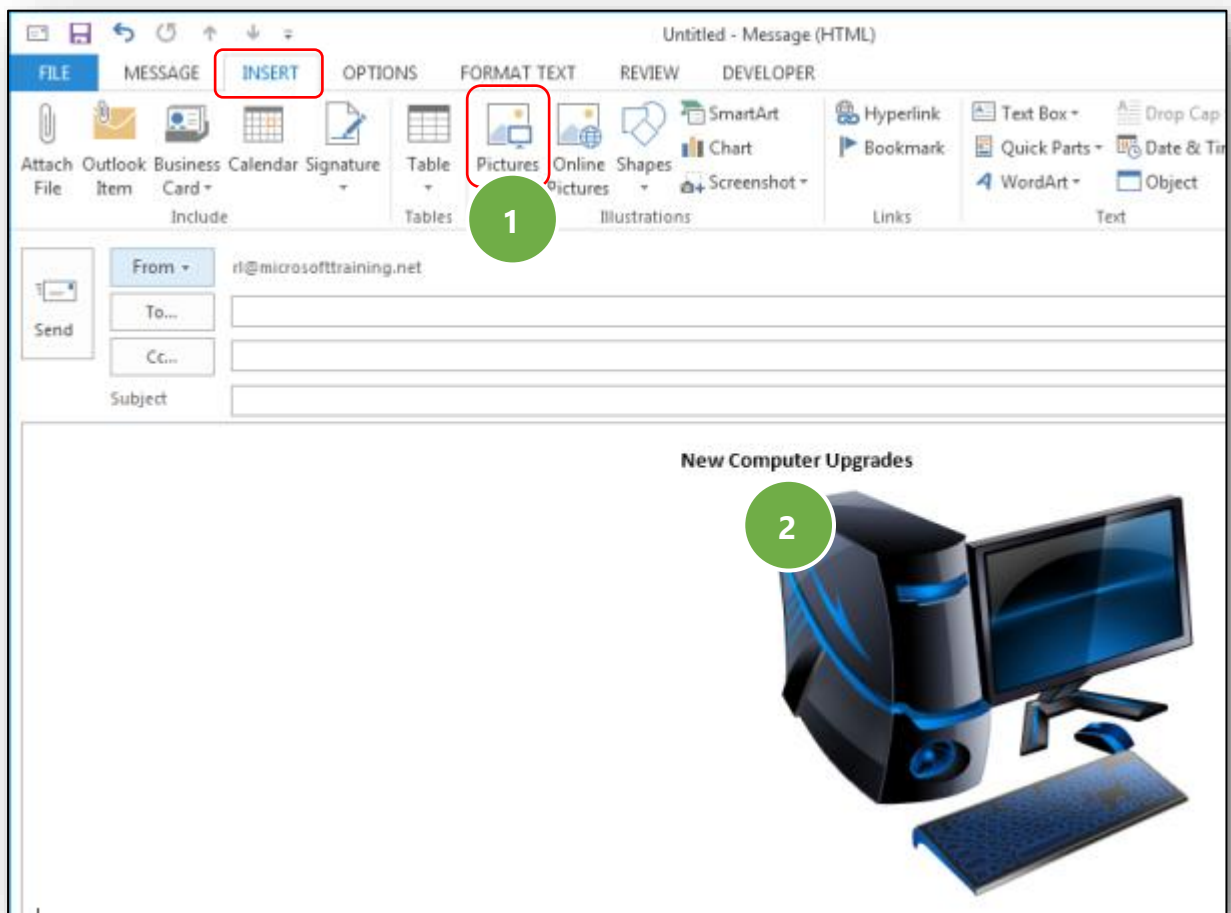 Untitled - Message (HTML)
FILE MESSAGE INSERT OPTIONS FORMAT TEXT REVIEW DEVELOPER
Attach File
Outlook Item
Business Card
Calendar
Signature
Include
Table
Tables
Pictures
Online Pictures
Shapes
SmartArt
Chart
Screenshot
Illustrations
Hyperlink
Bookmark
Links
Text Box
Quick Parts
WordArt
Drop Cap
Date &
Object
Text
1
Send
From rl@microsofttraining.net
To...
Cc...
Subject
New Computer Upgrades
2